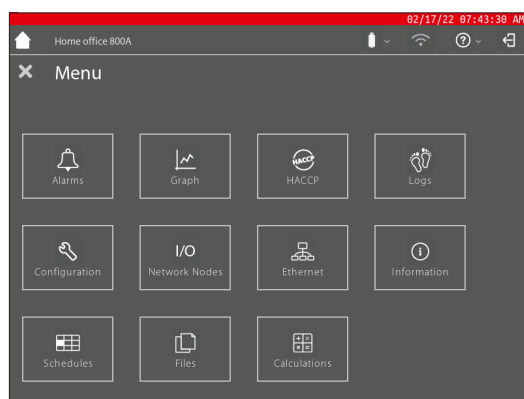 02/17/22 07:43:30 AM
Home office 800A
Menu
Alarms
Graph
HACCP
HACCP
Logs
Configuration
I/O
Network Nodes
Ethernet
Information
Schedules
Files
Calculations